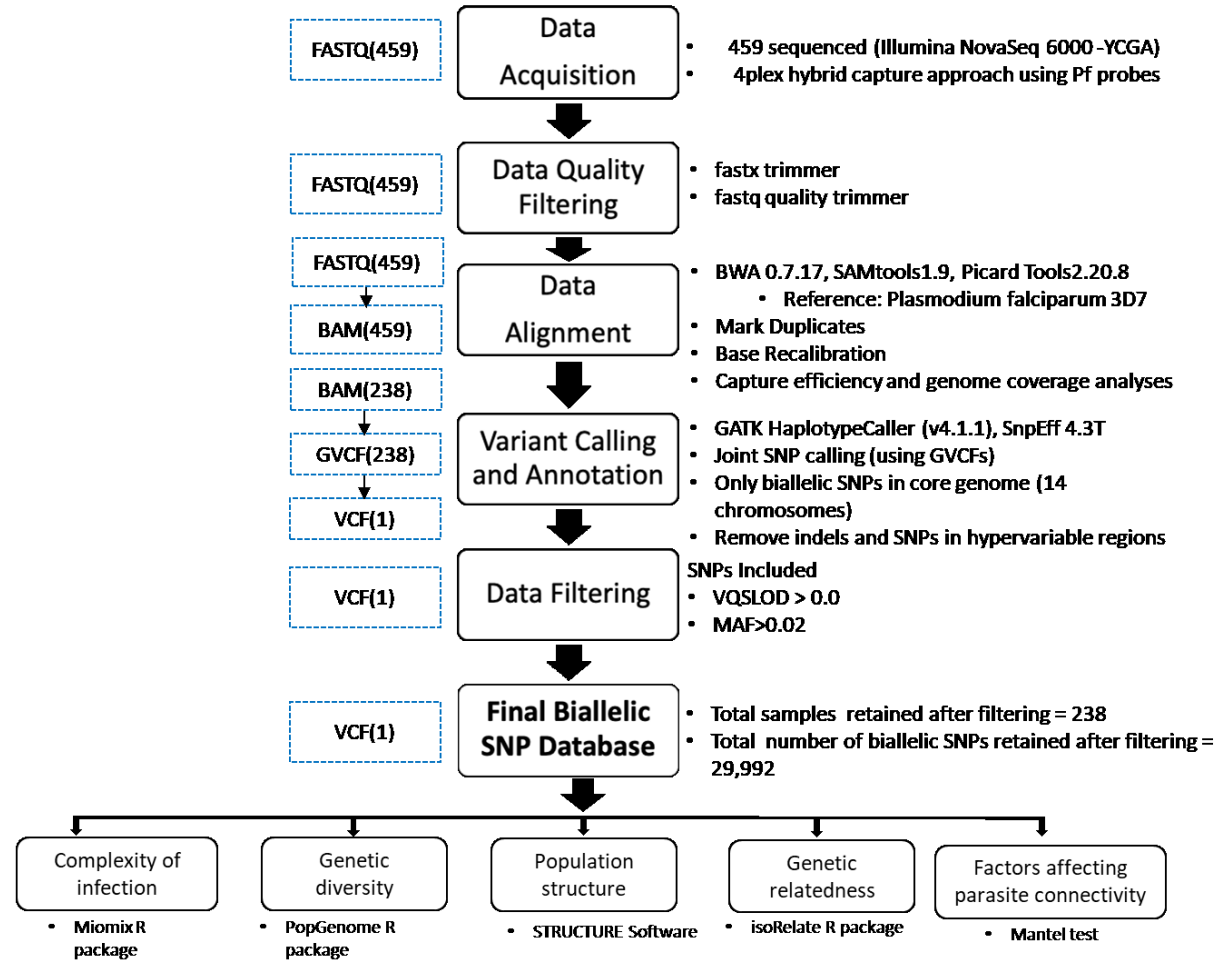 FASTQ(459)
Data
Acquisition
• 459 sequenced (Illumina NovaSeq 6000 -YCGA)
• 4plex hybrid capture approach using Pf probes
FASTQ(459)
Data Quality
Filtering
• fastx trimmer
• fastq quality trimmer
FASTQ(459)
BAM(459)
Data
Alignment
• BWA 0.7.17, SAMtools1.9, Picard Tools2.20.8
• Reference: Plasmodium falciparum 3D7
• Mark Duplicates
• Base Recalibration
• Capture efficiency and genome coverage analyses
BAM(238)
GVCF(238)
VCF(1)
Variant Calling
and Annotation
• GATK HaplotypeCaller (v4.1.1), SnpEff 4.3T
• Joint SNP calling (using GVCFs)
• Only biallelic SNPs in core genome (14
chromosomes)
• Remove indels and SNPs in hypervariable regions
VCF(1)
Data Filtering
SNPs Included
• VQSLOD > 0.0
• MAF>0.02
VCF(1)
Final Biallelic
SNP Database
• Total samples retained after filtering = 238
• Total number of biallelic SNPs retained after filtering =
29,992
Complexity of
infection
• Miomix R
package
Genetic
diversity
• PopGenome R
package
Population
structure
• STRUCTURE Software
Genetic
relatedness
• isoRelate R package
Factors affecting
parasite connectivity
• Mantel test